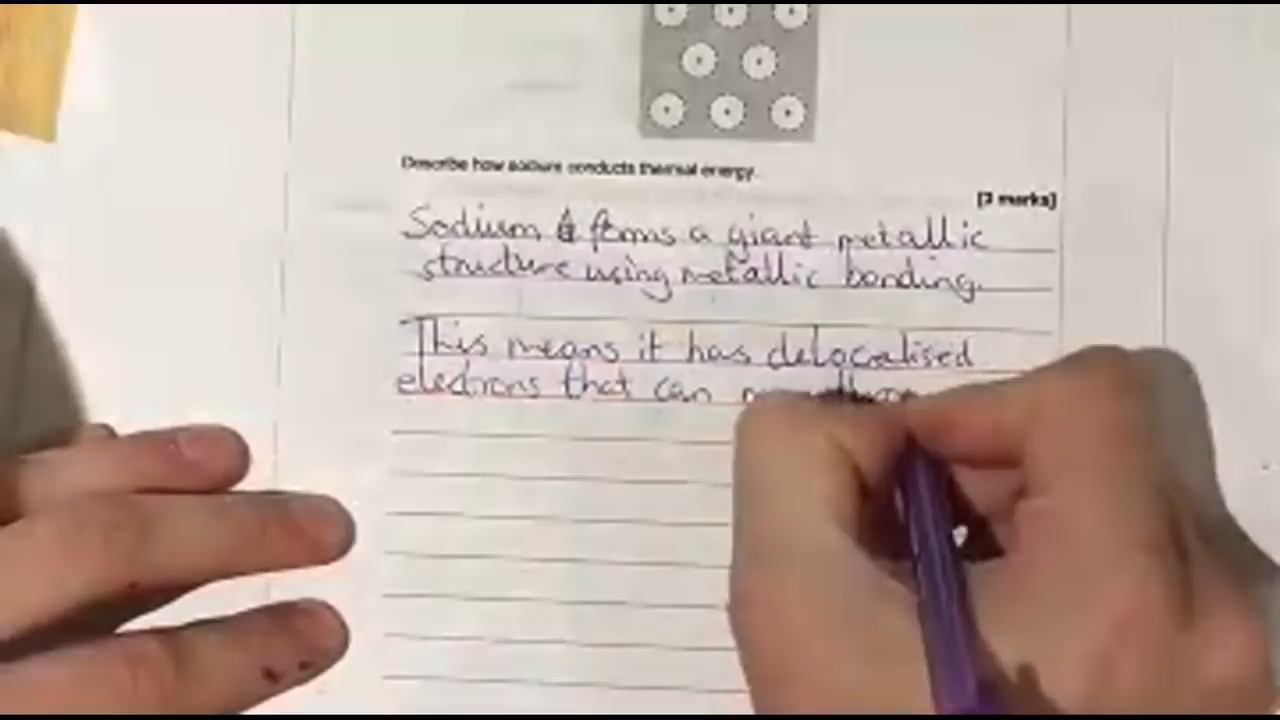 Describe how sodium conducts thermal energy.
[3 marks]
Sodium forms a giant metallic
structure using metallic bonding.
This means it has delocalised
electrons that can